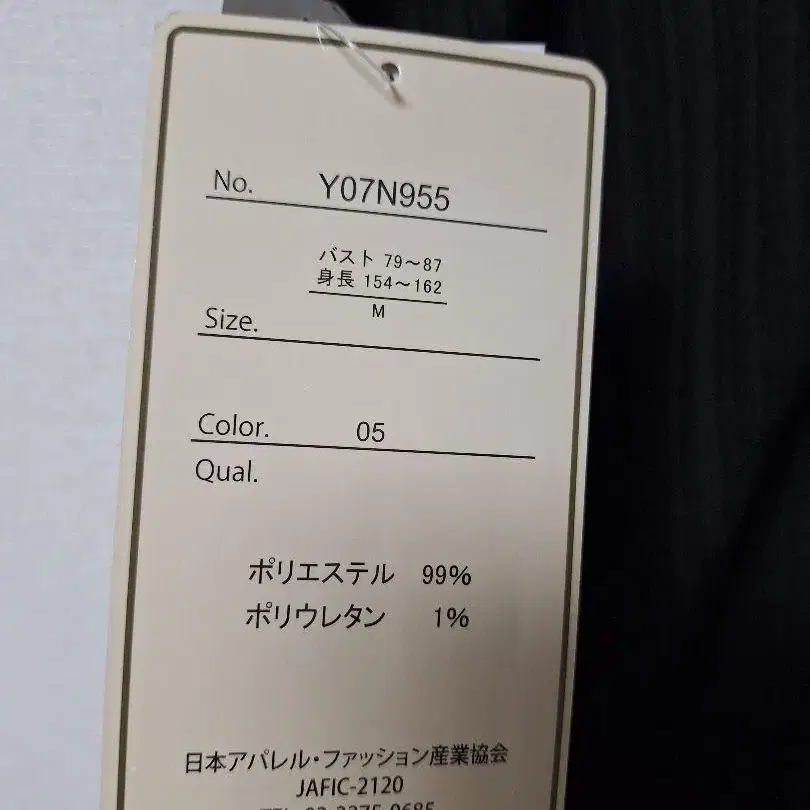 No. Y07N955
バスト 79～87
身長 154～162
M
Size.
Color. 05
Qual.
ポリエステル 99%
ポリウレタン 1%
日本アパレル・ファッション産業協会
JAFIC-2120